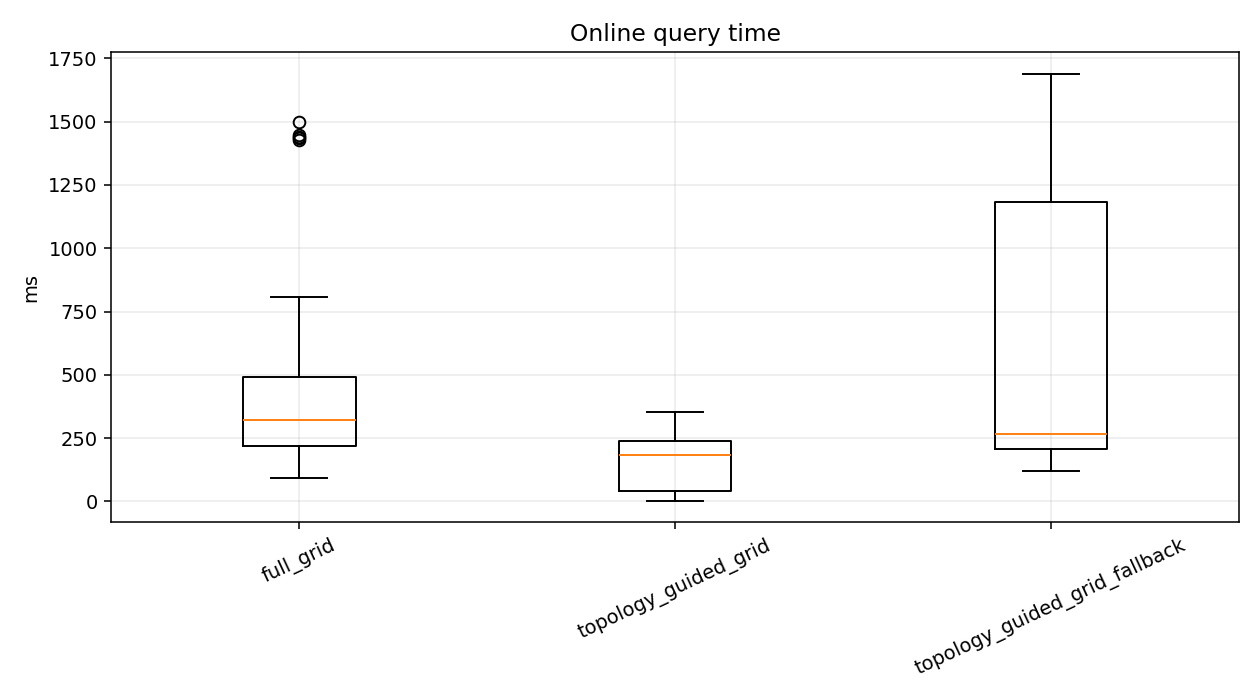 Online query time
ms
1750
1500
1250
1000
750
500
250
0
full_grid
topology_guided_grid
topology_guided_grid_fallback